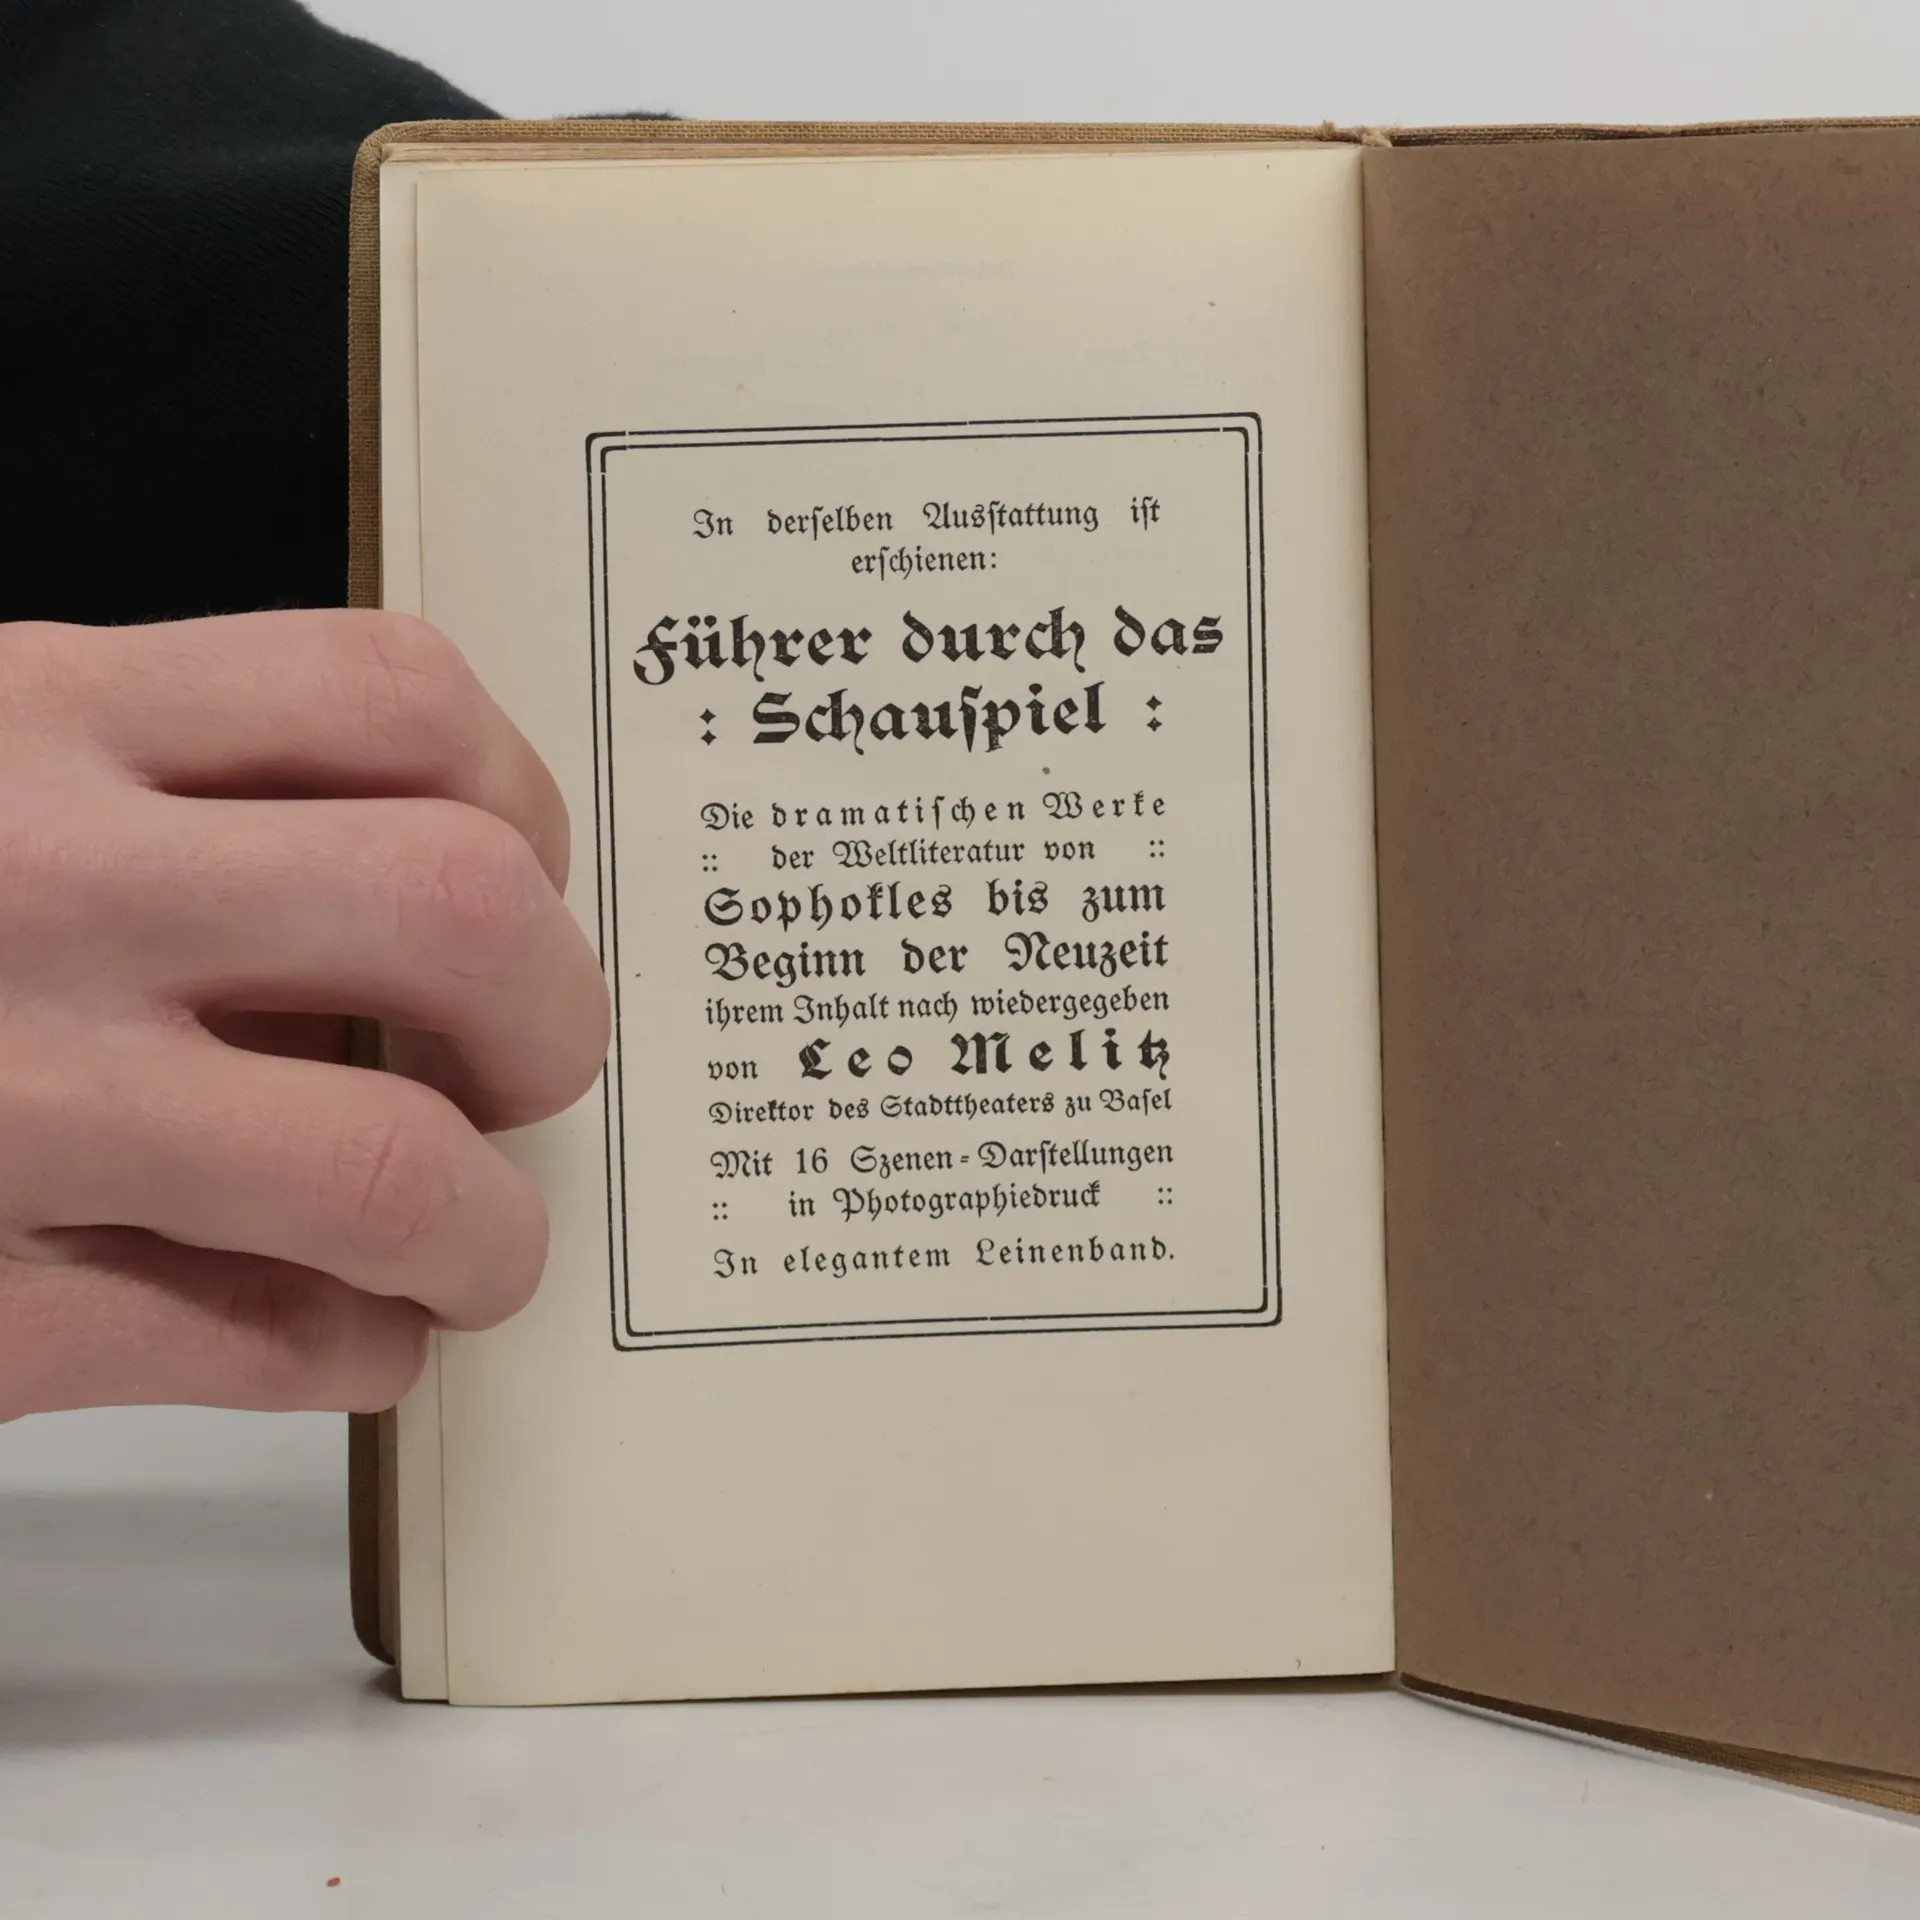 In derſelben Ausſtattung iſt
erſchienen:
Führer durch das
: Schauſpiel :
Die dramatiſchen Werke
:: der Weltliteratur von ::
Sophokles bis zum
Beginn der Neuzeit
ihrem Inhalt nach wiedergegeben
von Leo Melitz
Direktor des Stadttheaters zu Baſel
Mit 16 Szenen-Darſtellungen
:: in Photographiedruck ::
In elegantem Leinenband.